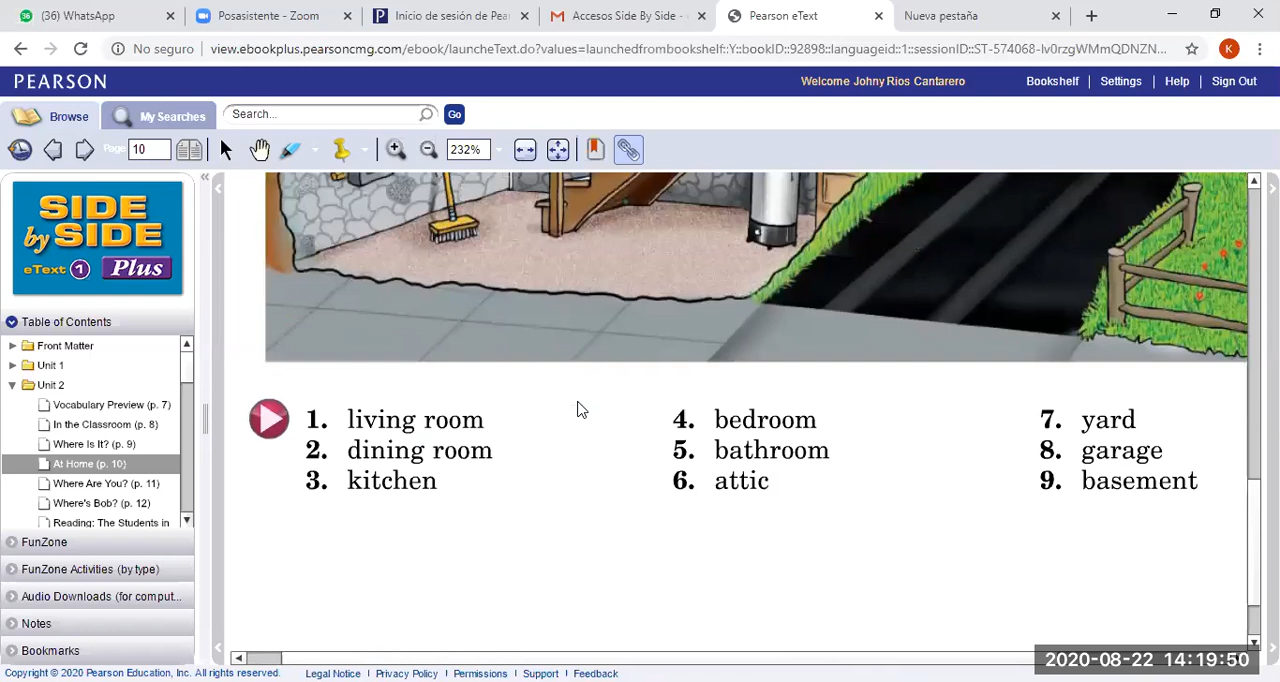 (36) WhatsApp
Posasistente - Zoom
Inicio de sesión de Pe
Accesos Side By Side -
Pearson eText
Nueva pestaña
No seguro
view.ebookplus.pearsoncmg.com/ebook/launcheText.do?values=launchedfrombookshelf::Y::bookID::92898::languageid::1::sessionID::ST-574068-lv0rzgWMmQDNZN...
K
PEARSON
Welcome Johny Rios Cantarero
Bookshelf
Settings
Help
Sign Out
Browse
My Searches
Search...
Go
Page
10
232%
SIDE
by SIDE
eText 1 Plus
Table of Contents
Front Matter
Unit 1
Unit 2
Vocabulary Preview (p. 7)
In the Classroom (p. 8)
Where Is It? (p. 9)
At Home (p. 10)
Where Are You? (p. 11)
Where's Bob? (p. 12)
Reading: The Students in
FunZone
FunZone Activities (by type)
Audio Downloads (for comput...
Notes
Bookmarks
1. living room
2. dining room
3. kitchen
4. bedroom
5. bathroom
6. attic
7. yard
8. garage
9. basement
2020-08-22 14:19:50
Copyright © 2020 Pearson Education, Inc. All rights reserved.
Legal Notice | Privacy Policy | Permissions | Support | Feedback